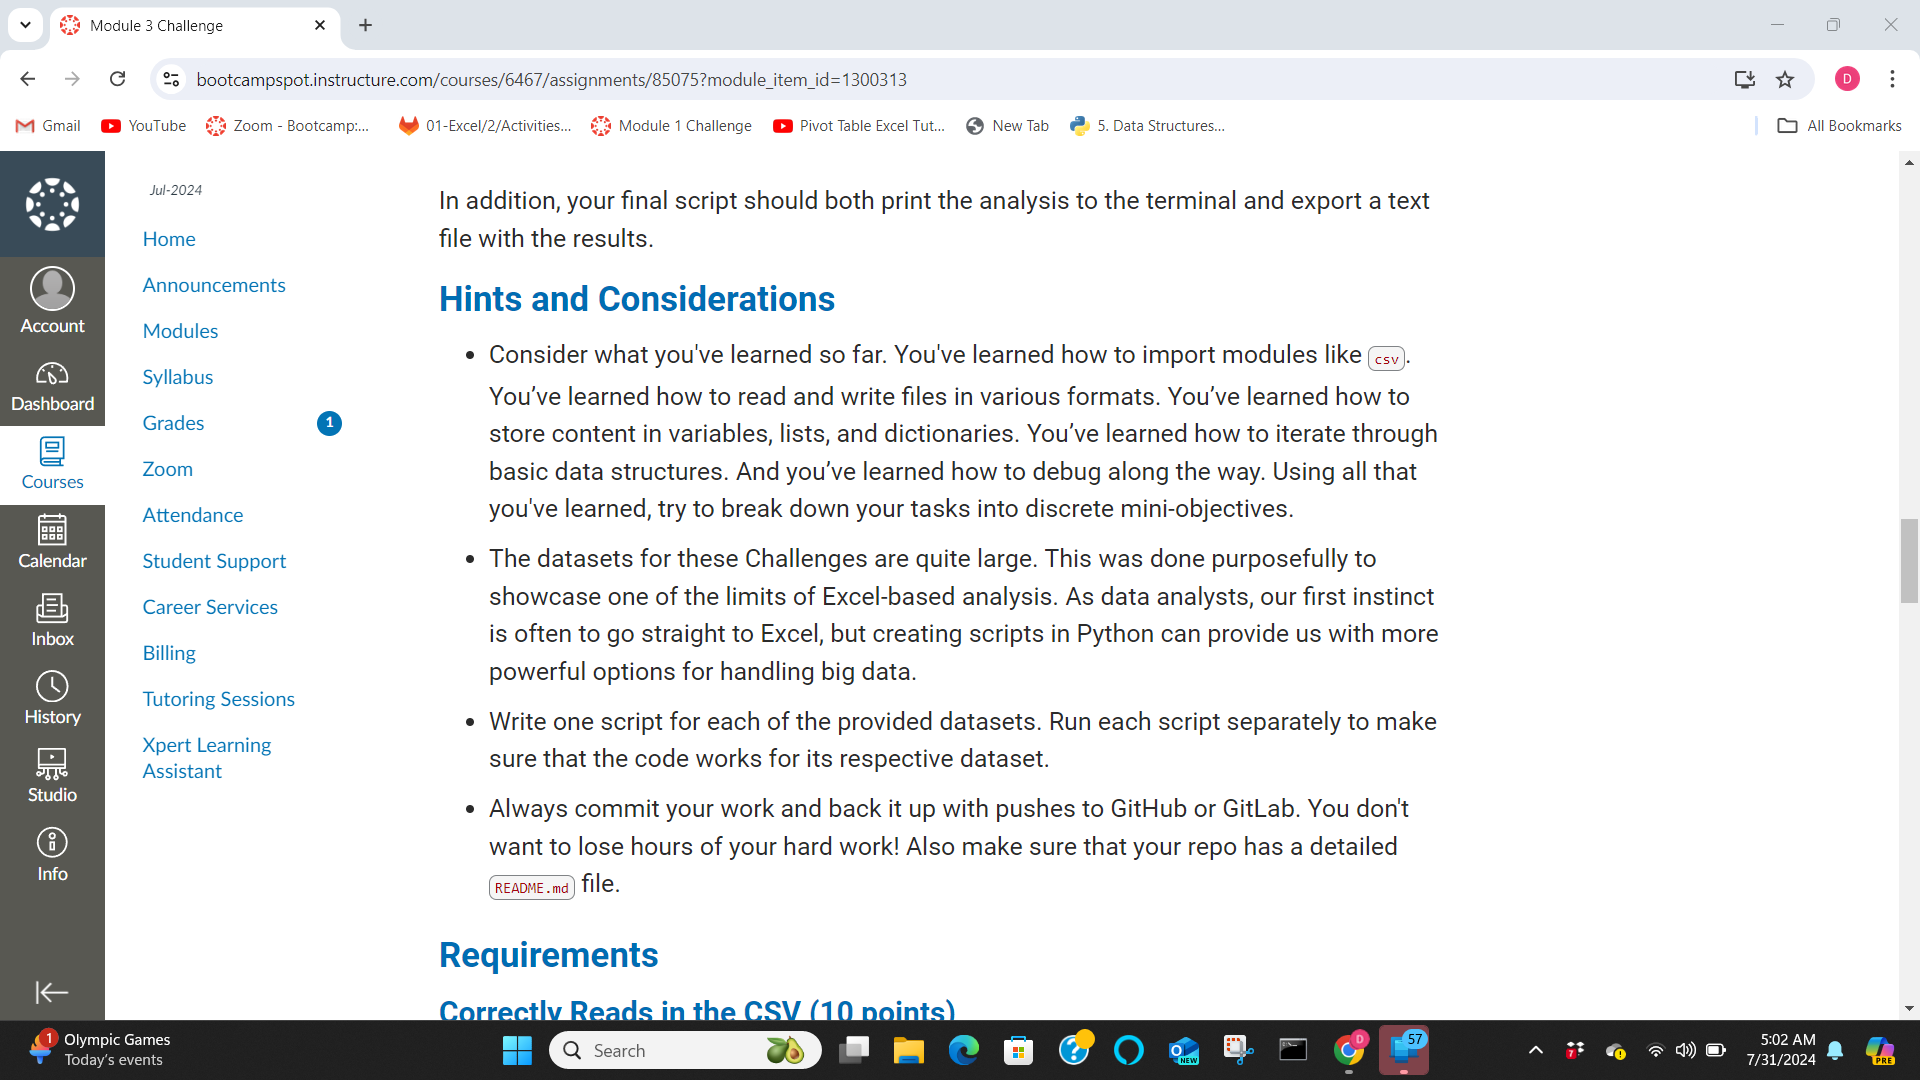 Module 3 Challenge
bootcampspot.instructure.com/courses/6467/assignments/85075?module_item_id=1300313
D
Gmail
YouTube
Zoom - Bootcamp:...
01-Excel/2/Activities...
Module 1 Challenge
Pivot Table Excel Tut...
New Tab
5. Data Structures...
All Bookmarks
Account
Dashboard
Courses
Calendar
Inbox
History
Studio
Info
Jul-2024
Home
Announcements
Modules
Syllabus
Grades 1
Zoom
Attendance
Student Support
Career Services
Billing
Tutoring Sessions
Xpert Learning
Assistant
In addition, your final script should both print the analysis to the terminal and export a text
file with the results.
Hints and Considerations
• Consider what you've learned so far. You've learned how to import modules like csv.
You’ve learned how to read and write files in various formats. You’ve learned how to
store content in variables, lists, and dictionaries. You’ve learned how to iterate through
basic data structures. And you’ve learned how to debug along the way. Using all that
you've learned, try to break down your tasks into discrete mini-objectives.
• The datasets for these Challenges are quite large. This was done purposefully to
showcase one of the limits of Excel-based analysis. As data analysts, our first instinct
is often to go straight to Excel, but creating scripts in Python can provide us with more
powerful options for handling big data.
• Write one script for each of the provided datasets. Run each script separately to make
sure that the code works for its respective dataset.
• Always commit your work and back it up with pushes to GitHub or GitLab. You don't
want to lose hours of your hard work! Also make sure that your repo has a detailed
README.md file.
Requirements
Correctly Reads in the CSV (10 points)
1
Olympic Games
Today's events
Search
NEW
D
57
7
5:02 AM
7/31/2024
PRE